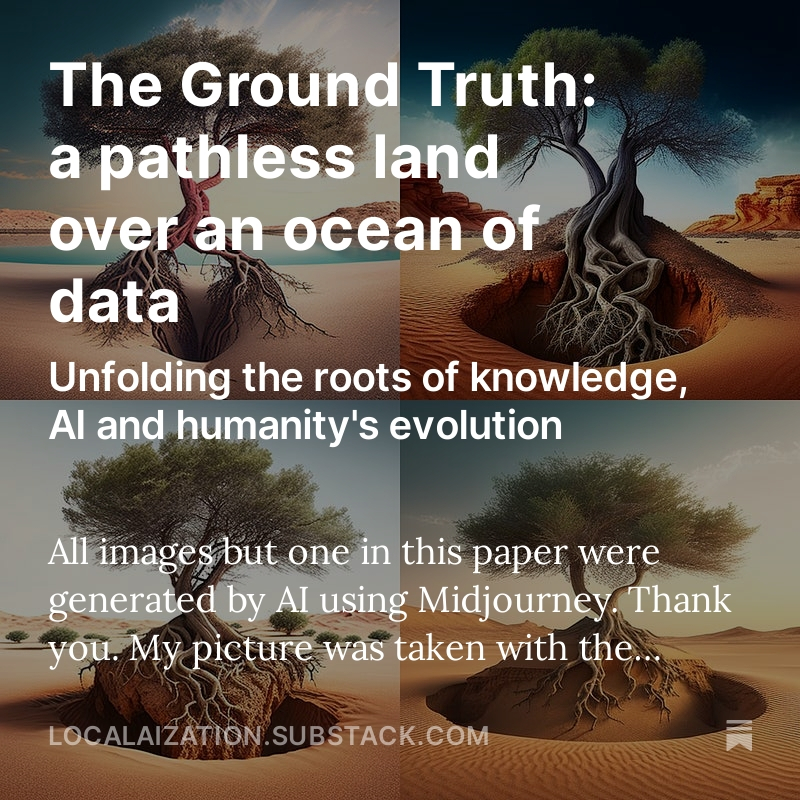 The Ground Truth:
a pathless land
over an ocean of
data
Unfolding the roots of knowledge,
AI and humanity's evolution
All images but one in this paper were
generated by AI using Midjourney. Thank
you. My picture was taken with the...
LOCALAIZATION.SUBSTACK.COM